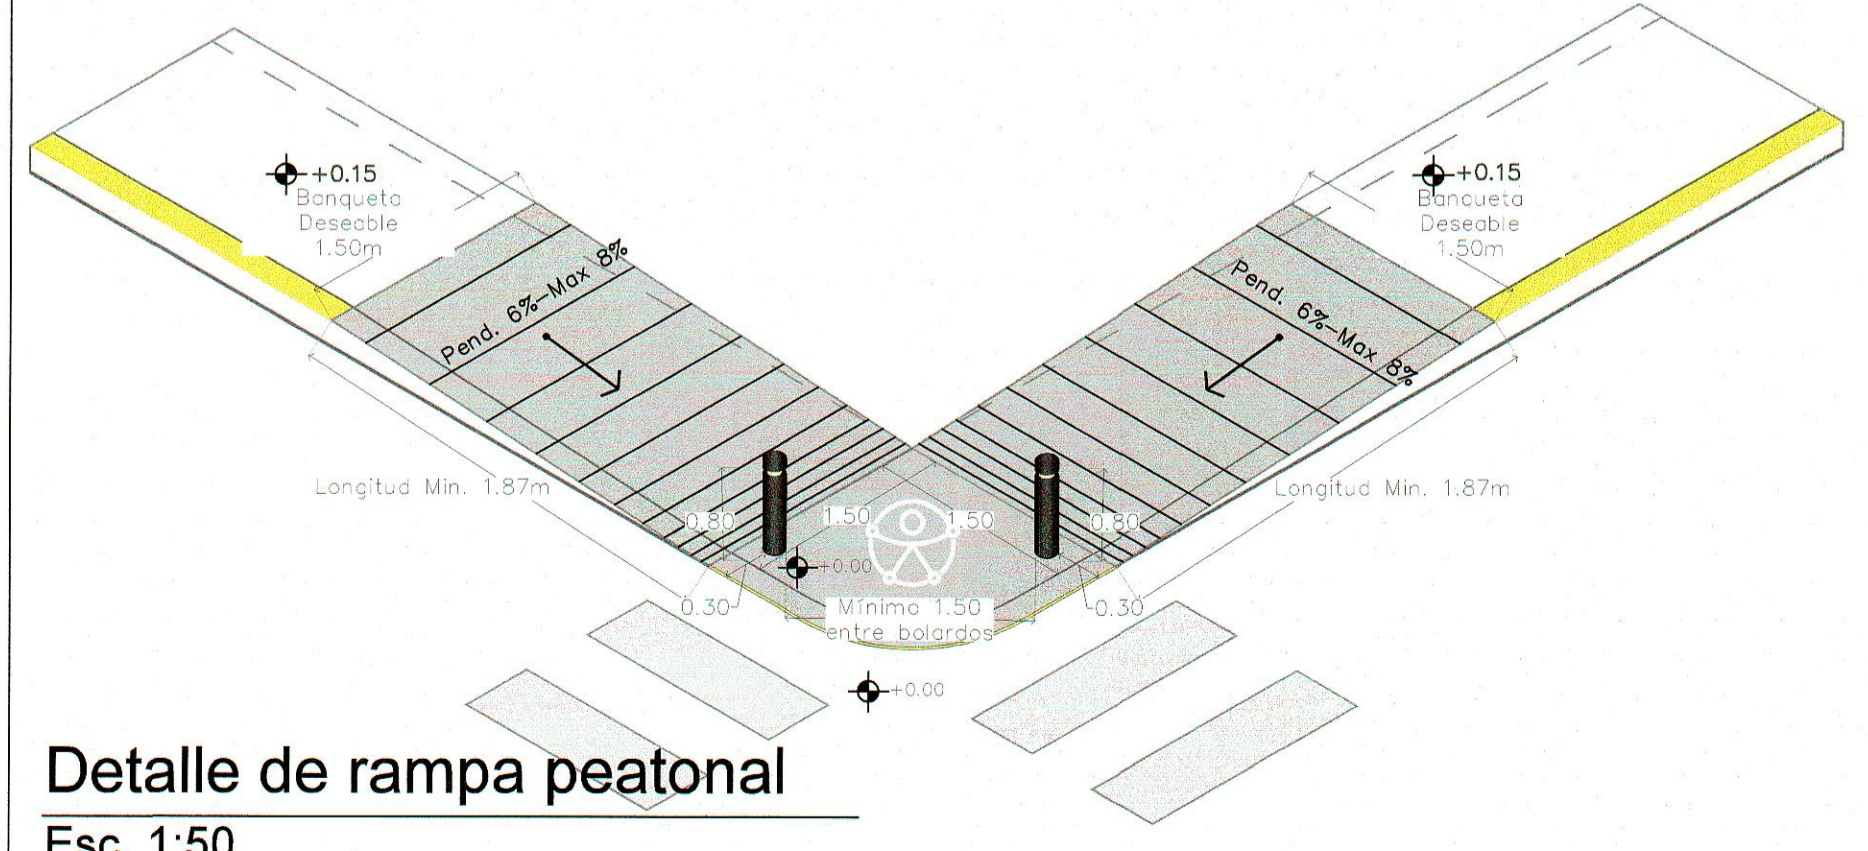 +0.15
Banqueta
Deseable
1.50m
+0.15
Banqueta
Deseable
1.50m
Pend. 6%-Max 8%
Pend. 6%-Max 8%
Longitud Min. 1.87m
Longitud Min. 1.87m
0.80
1.50
1.50
0.80
+0.00
0.30
Mínimo 1.50
entre bolardos
0.30
+0.00
Detalle de rampa peatonal
Esc. 1:50